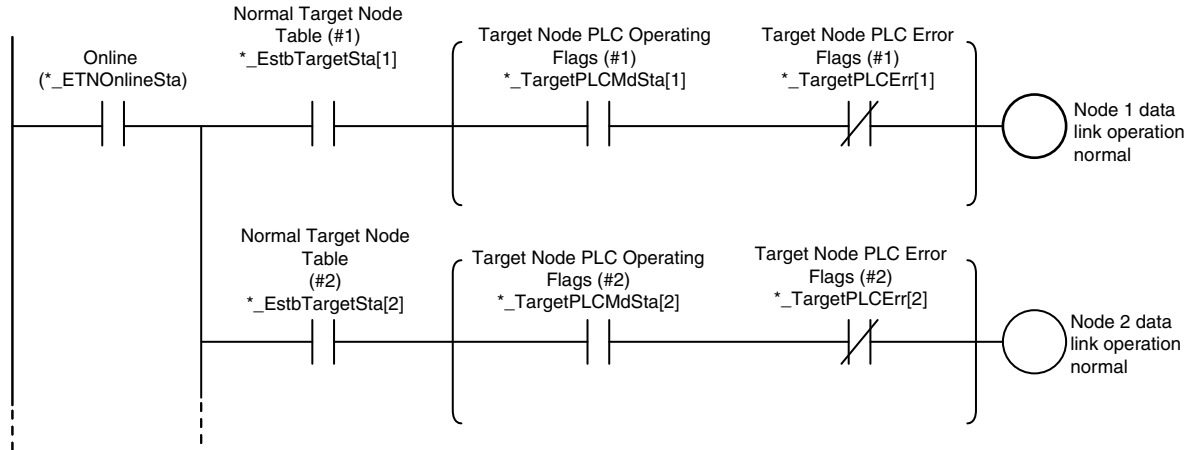 Normal Target Node
Table (#1)
*_EstbTargetSta[1]
Online
(*_ETNOnlineSta)
Target Node PLC Operating
Flags (#1)
*_TargetPLCMdSta[1]
Target Node PLC Error
Flags (#1)
*_TargetPLCErr[1]
Node 1 data
link operation
normal
Normal Target Node
Table
(#2)
*_EstbTargetSta[2]
Target Node PLC Operating
Flags (#2)
*_TargetPLCMdSta[2]
Target Node PLC Error
Flags (#2)
*_TargetPLCErr[2]
Node 2 data
link operation
normal